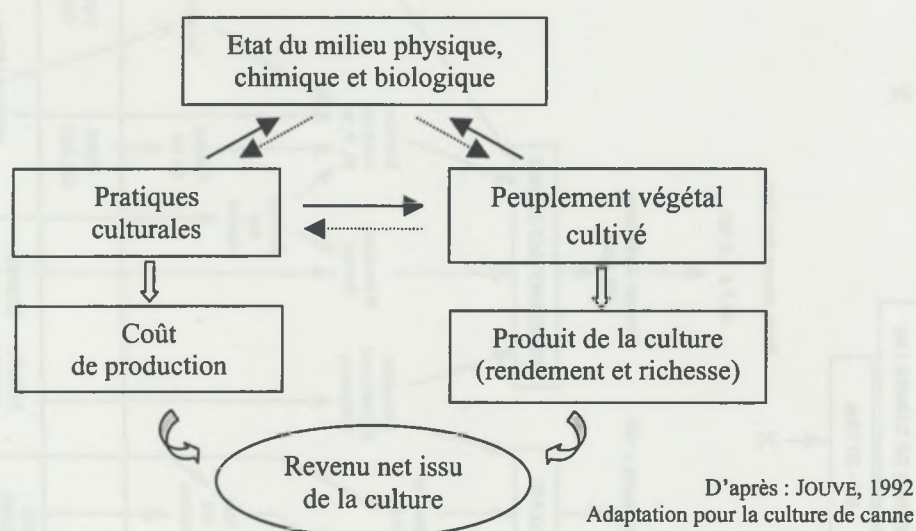 Etat du milieu physique,
chimique et biologique
Pratiques
culturales
Peuplement végétal
cultivé
Coût
de production
Produit de la culture
(rendement et richesse)
Revenu net issu
de la culture
D'après : JOUVE, 1992
Adaptation pour la culture de canne